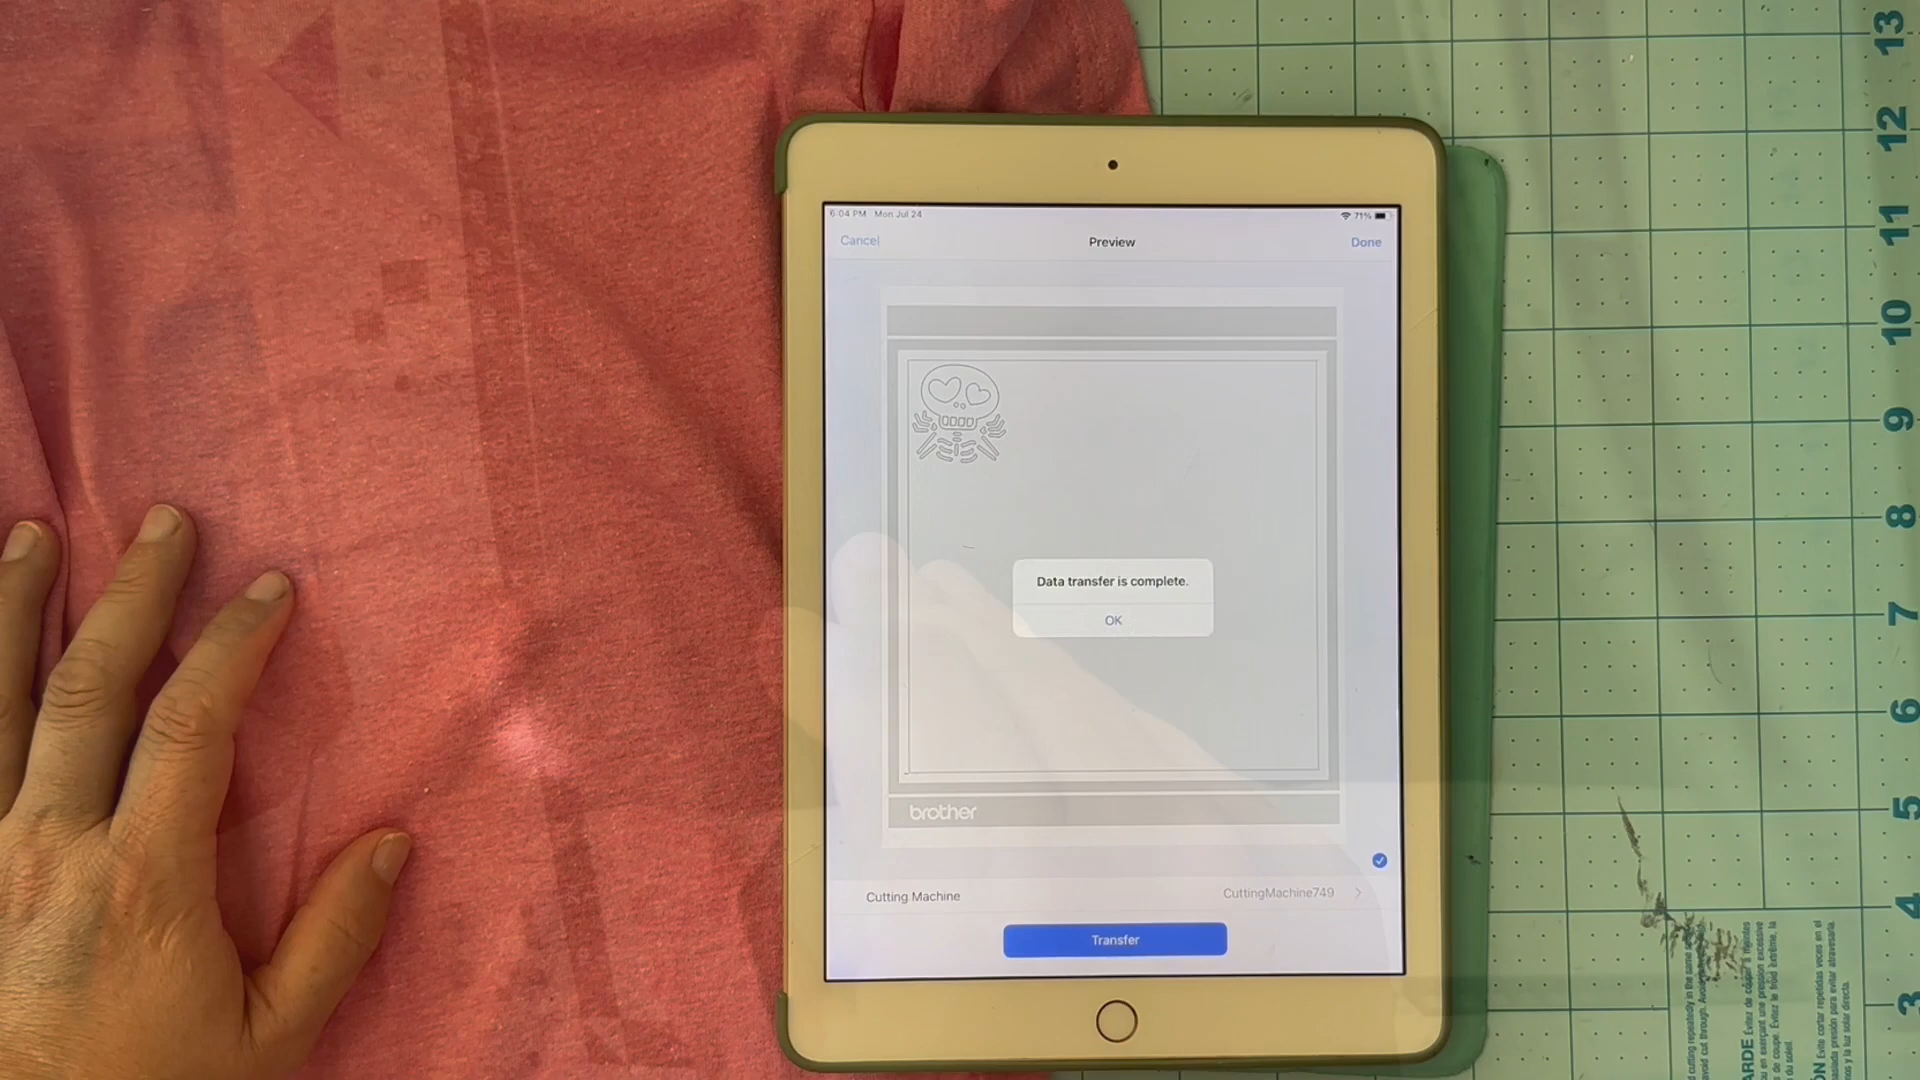 6:04 PM Mon Jul 24
71%
Cancel
Preview
Done
Data transfer is complete.
OK
brother
Cutting Machine
CuttingMachine749
Transfer
13
12
11
10
9
8
7
6
5
4
3